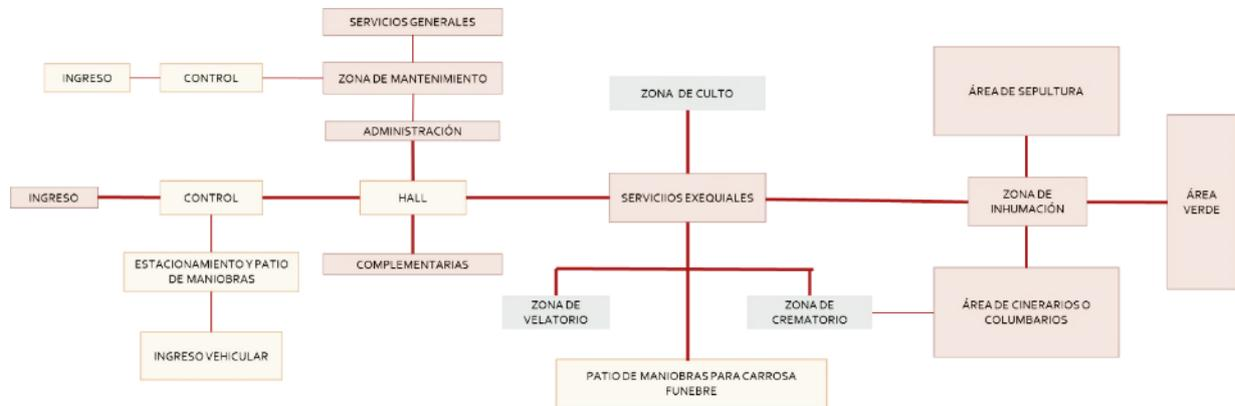 SERVICIOS GENERALES
INGRESO
CONTROL
ZONA DE MANTENIMIENTO
ADMINISTRACIÓN
INGRESO
CONTROL
HALL
COMPLEMENTARIAS
ESTACIONAMIENTO Y PATIO
DE MANIOBRAS
INGRESO VEHICULAR
ZONA DE CULTO
SERVICIIOS EXEQUIALES
ZONA DE
VELATORIO
ZONA DE
CREMATORIO
PATIO DE MANIOBRAS PARA CARROSA
FUNEBRE
ÁREA DE SEPULTURA
ZONA DE
INHUMACIÓN
ÁREA DE CINERARIOS O
COLUMBARIOS
ÁREA
VERDE